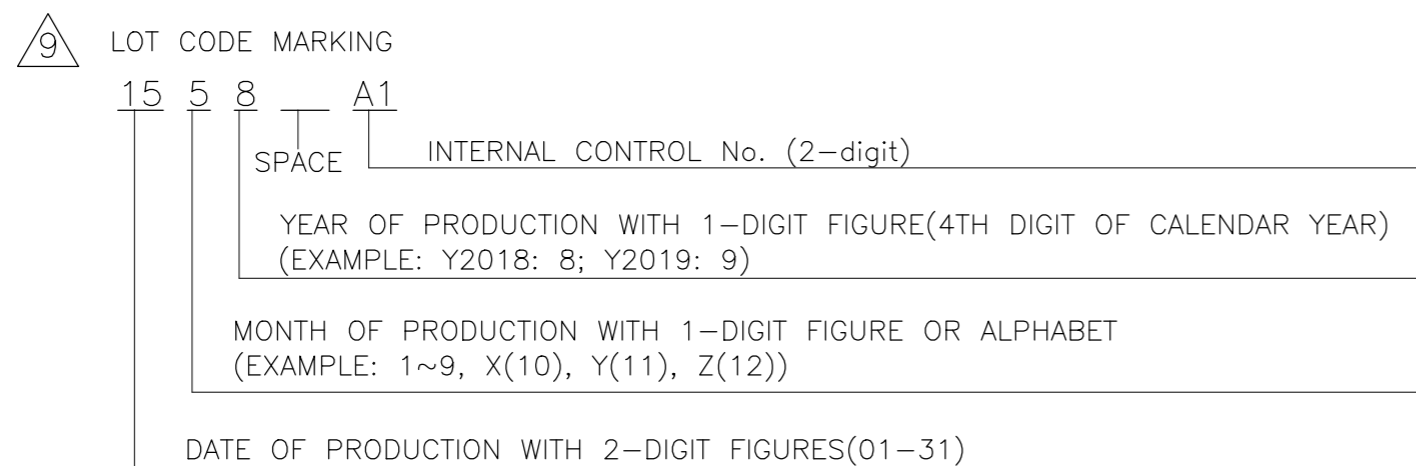 9 LOT CODE MARKING
15 5 8 __ A1
SPACE INTERNAL CONTROL No. (2-digit)
YEAR OF PRODUCTION WITH 1-DIGIT FIGURE(4TH DIGIT OF CALENDAR YEAR)
(EXAMPLE: Y2018: 8; Y2019: 9)
MONTH OF PRODUCTION WITH 1-DIGIT FIGURE OR ALPHABET
(EXAMPLE: 1~9, X(10), Y(11), Z(12))
DATE OF PRODUCTION WITH 2-DIGIT FIGURES(01-31)